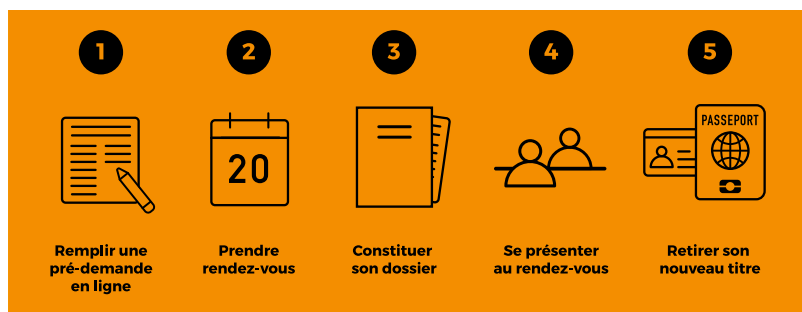 1
2
3
4
5
20
PASSEPORT
Remplir une
pré-demande
en ligne
Prendre
rendez-vous
Constituer
son dossier
Se présenter
au rendez-vous
Retirer son
nouveau titre